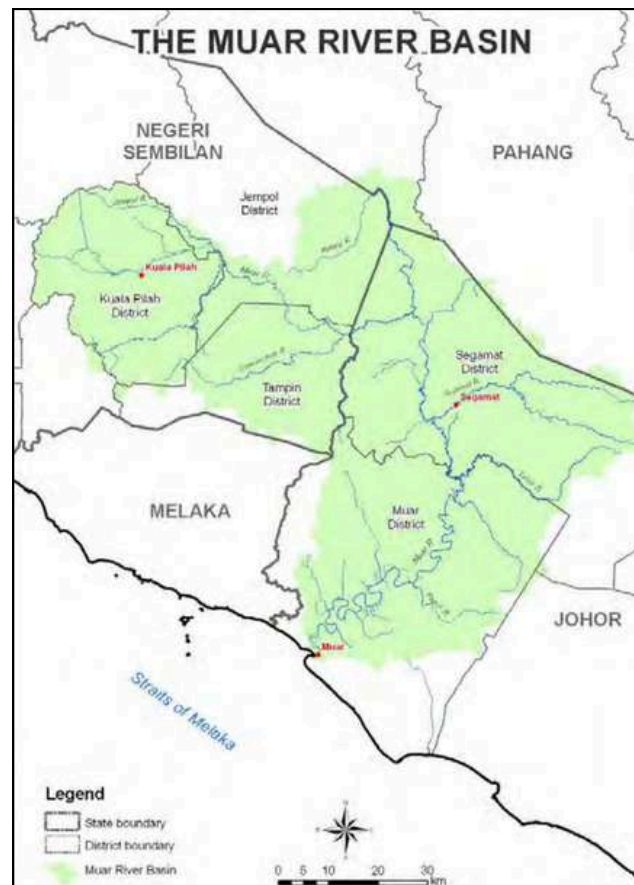 THE MUAR RIVER BASIN
NEGERI
SEMBILAN
PAHANG
Jempol
District
Kuala Pilah
Muar R.
Kuala Pilah
District
Segamat
District
Segamat
Tampin
District
MELAKA
Muar
District
Muar R.
JOHOR
Muar
Straits of Melaka
Legend
State boundary
District boundary
Muar River Basin
0 5 10 20 30
km